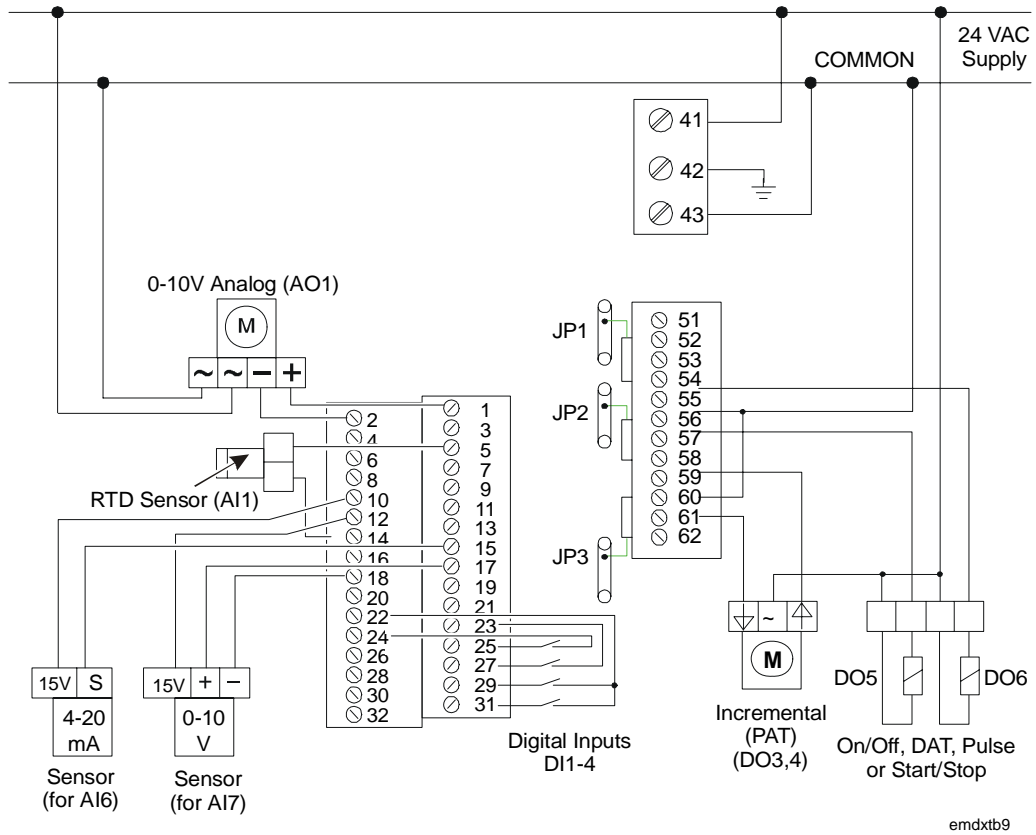 24 VAC
Supply
COMMON
41
42
43
0-10V Analog (AO1)
M
~ ~ − +
JP1
JP2
JP3
51
52
53
54
55
56
57
58
59
60
61
62
2
4
6
8
10
12
14
16
18
20
22
24
26
28
30
32
1
3
5
7
9
11
13
15
17
19
21
23
25
27
29
31
RTD Sensor (AI1)
15V S
4-20
mA
Sensor
(for AI6)
15V + −
0-10
V
Sensor
(for AI7)
Digital Inputs
DI1-4
~
M
Incremental
(PAT)
(DO3,4)
DO5
DO6
On/Off, DAT, Pulse
or Start/Stop
emdxtb9